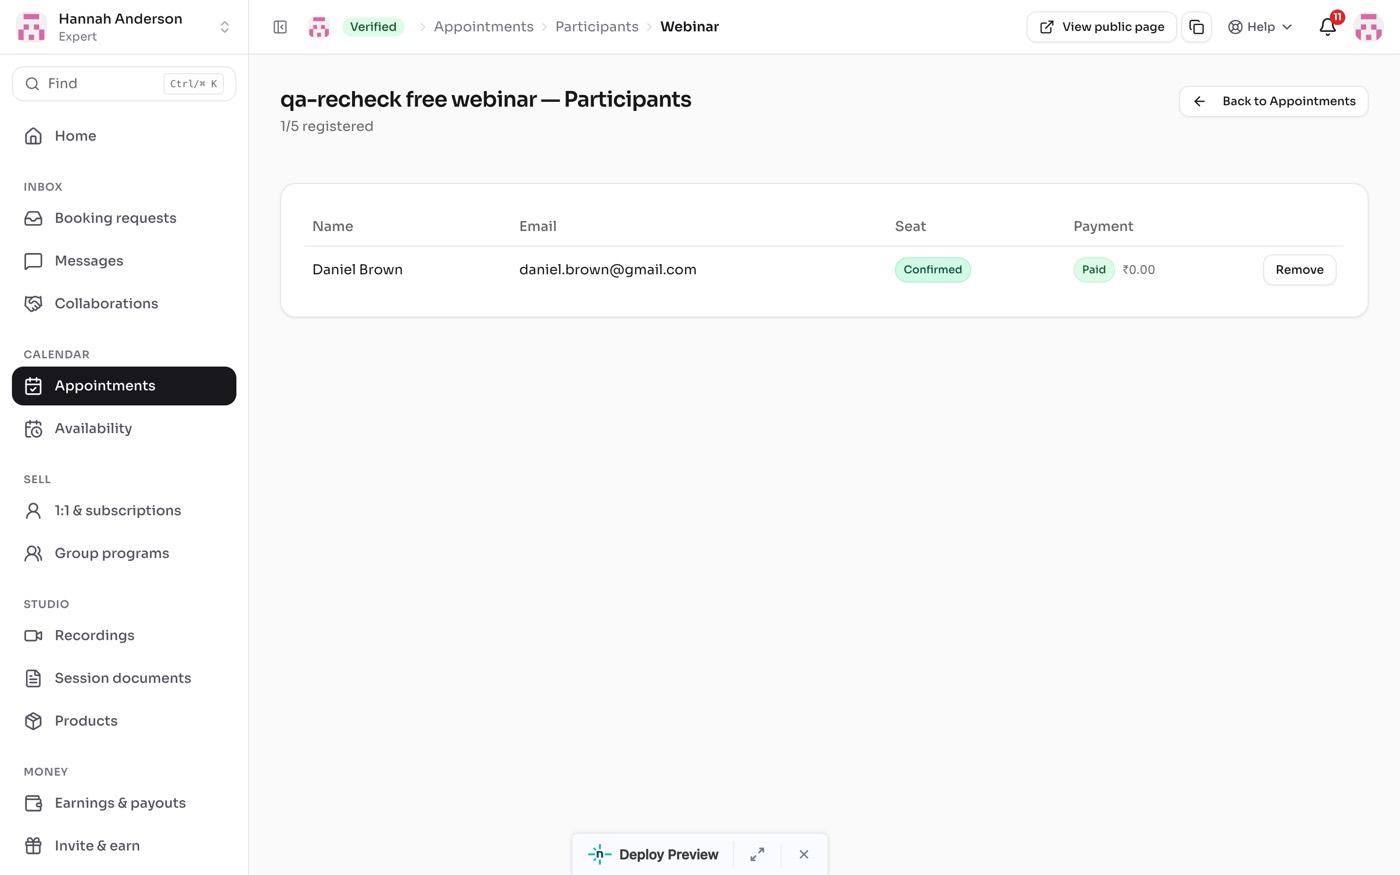 Hannah Anderson
Expert
Find
Ctrl/⌘ K
Home
INBOX
Booking requests
Messages
Collaborations
CALENDAR
Appointments
Availability
SELL
1:1 & subscriptions
Group programs
STUDIO
Recordings
Session documents
Products
MONEY
Earnings & payouts
Invite & earn
Verified
Appointments
Participants
Webinar
View public page
Help
11
qa-recheck free webinar — Participants
1/5 registered
Back to Appointments
Name Email Seat Payment
Daniel Brown daniel.brown@gmail.com Confirmed Paid ₹0.00 Remove
Deploy Preview